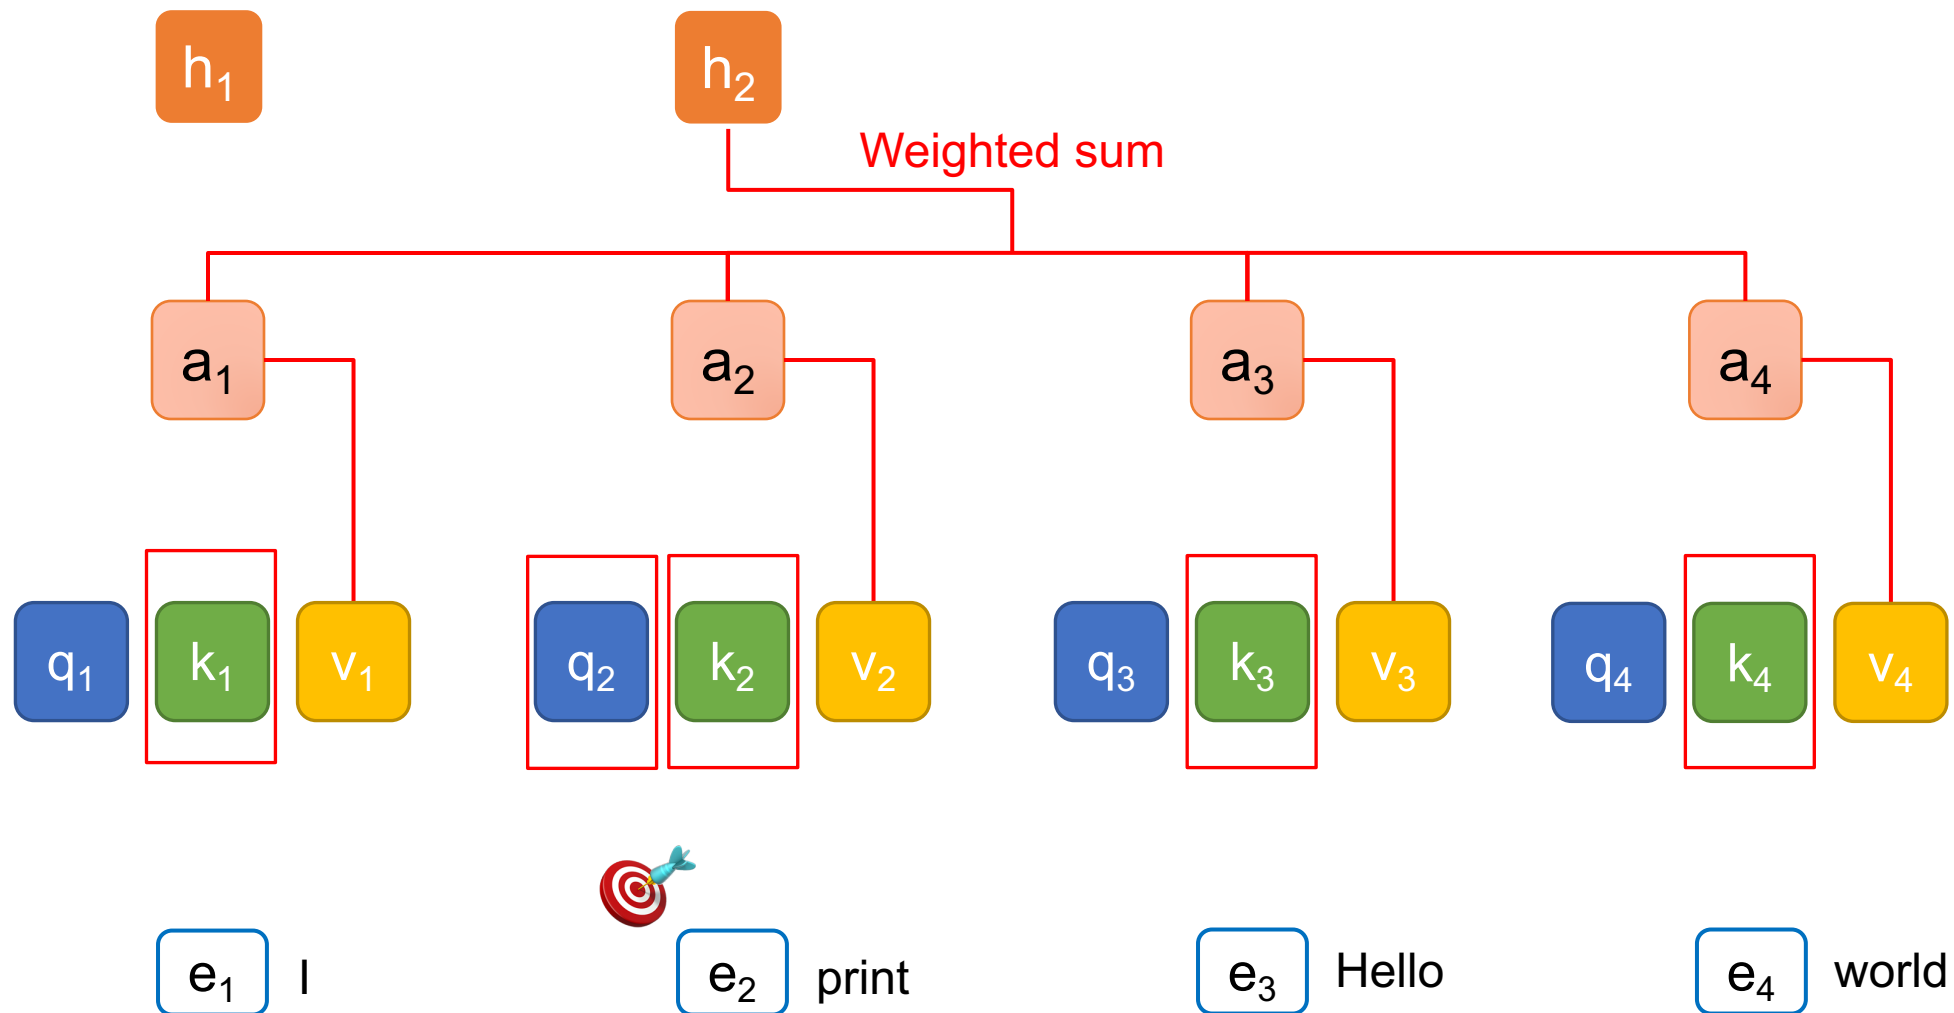 h₁ h₂
Weighted sum
a₁ a₂ a₃ a₄
q₁ k₁ v₁ q₂ k₂ v₂ q₃ k₃ v₃ q₄ k₄ v₄
e₁ I e₂ print e₃ Hello e₄ world